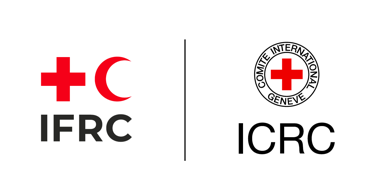 IFRC
COMITE INTERNATIONAL
GENEVE
ICRC